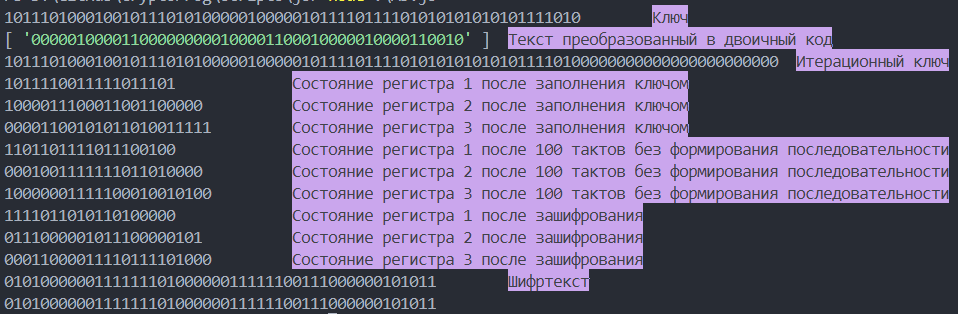 1011101000100101110101000001000001011110111101010101010101111010 Ключ
[ '000001000011000000000100001100010000010000110010' ] Текст преобразованный в двоичный код
10111010001001011101010000010000010111101111010101010101011110100000000000000000000000 Итерационный ключ
1011110011111011101 Состояние регистра 1 после заполнения ключом
1000011100011001100000 Состояние регистра 2 после заполнения ключом
00001100101011010011111 Состояние регистра 3 после заполнения ключом
1101101111011100100 Состояние регистра 1 после 100 тактов без формирования последовательности
0001001111111011010000 Состояние регистра 2 после 100 тактов без формирования последовательности
10000001111100010010100 Состояние регистра 3 после 100 тактов без формирования последовательности
1111011010110100000 Состояние регистра 1 после зашифрования
0111000001011100000101 Состояние регистра 2 после зашифрования
00011000011110111101000 Состояние регистра 3 после зашифрования
010100000011111110100000011111100111000000101011 Шифртекст
010100000011111110100000011111100111000000101011